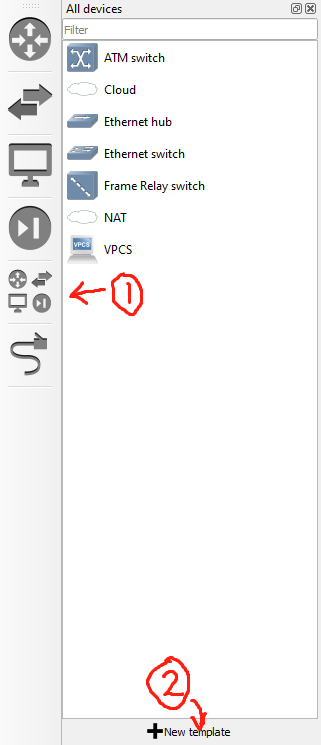 All devices
Filter
ATM switch
Cloud
Ethernet hub
Ethernet switch
Frame Relay switch
NAT
VPCS
VPCS
1
2
New template